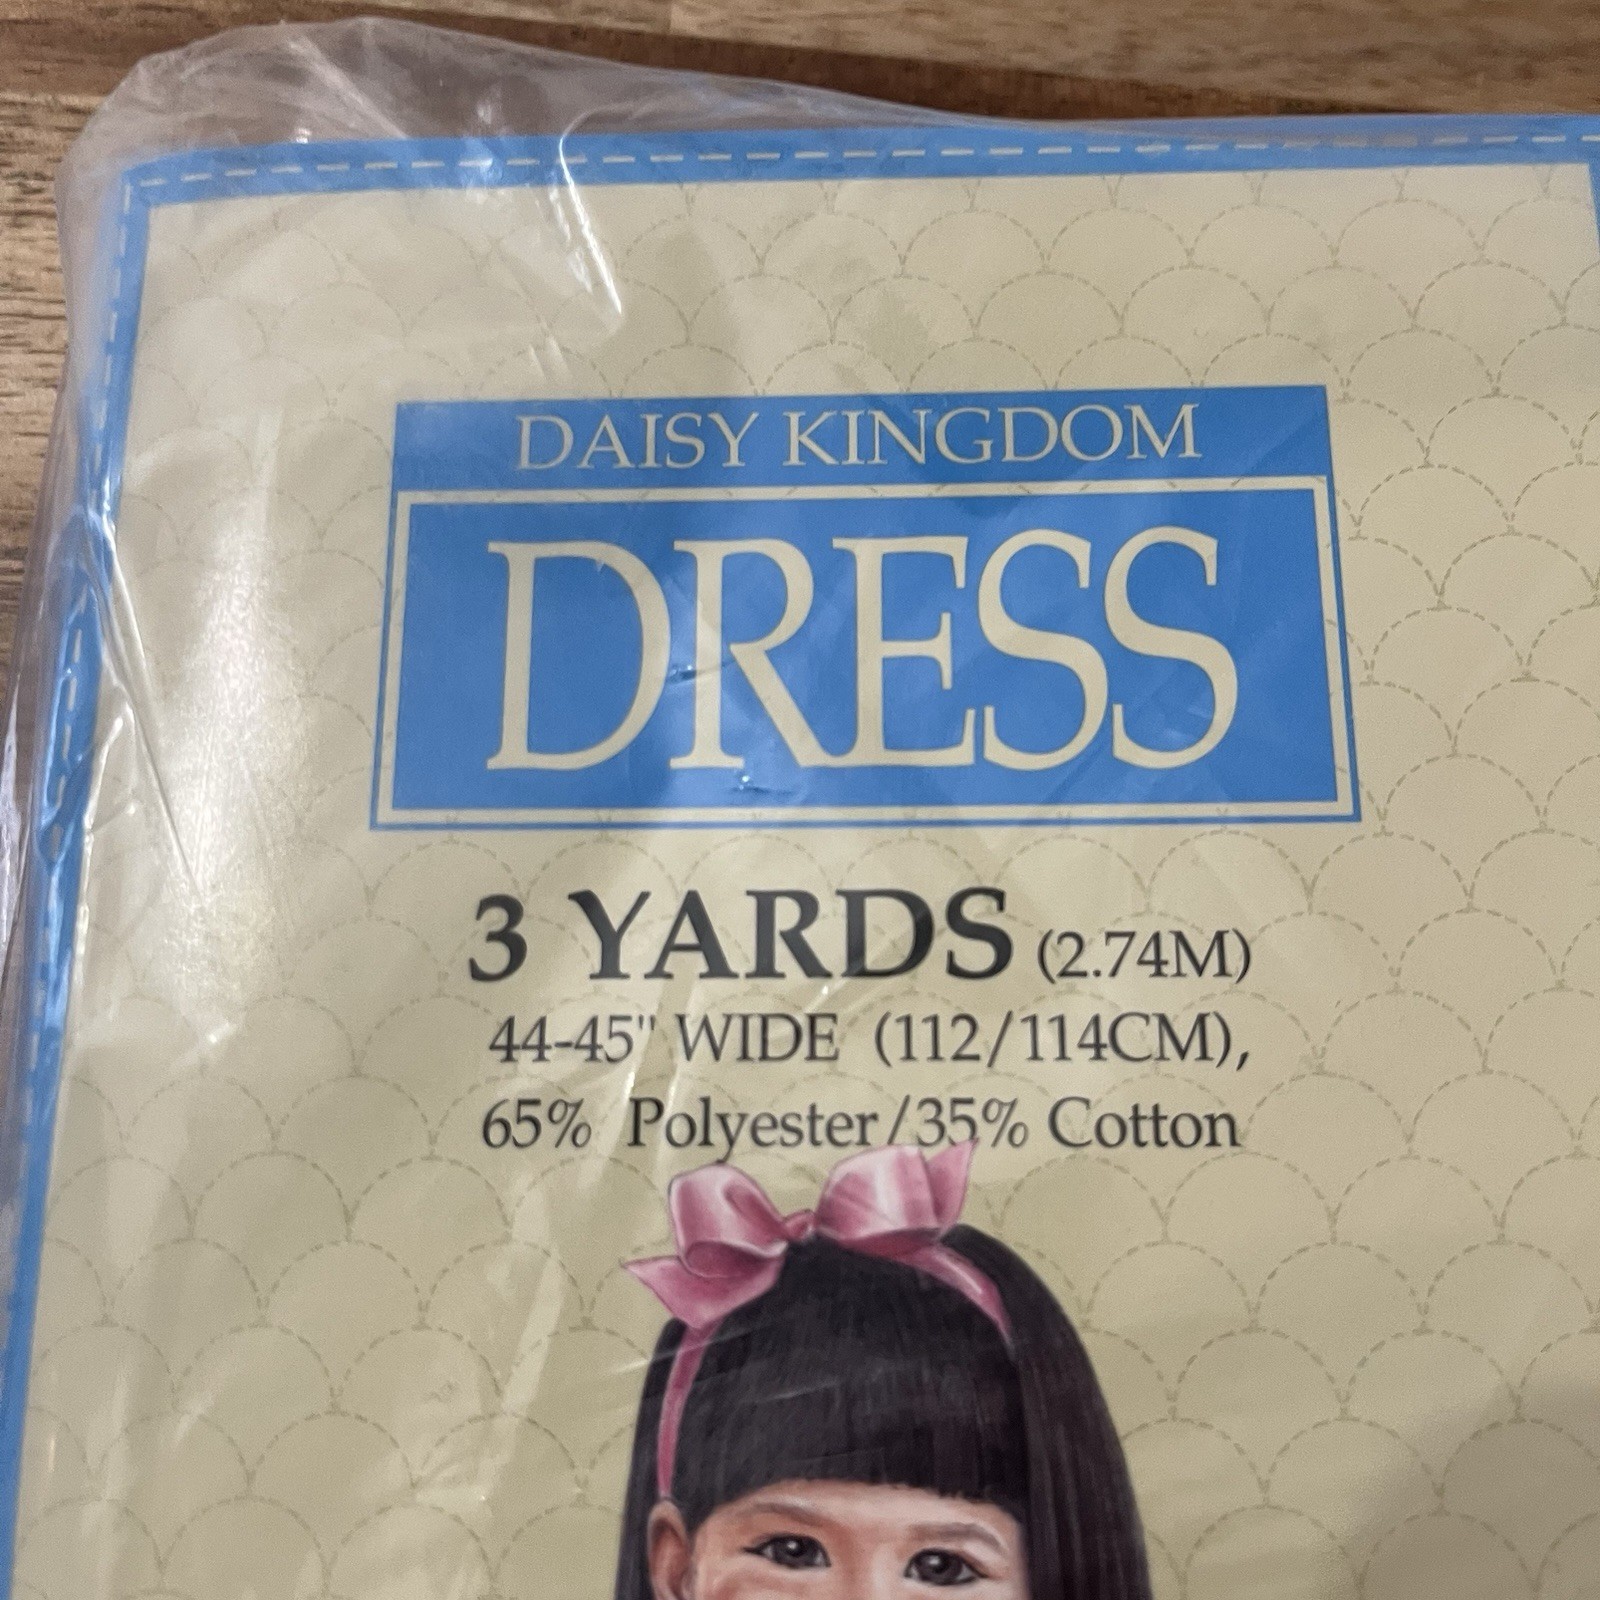 DAISY KINGDOM
DRESS
3 YARDS (2.74M)
44-45" WIDE (112/114CM),
65% Polyester/35% Cotton